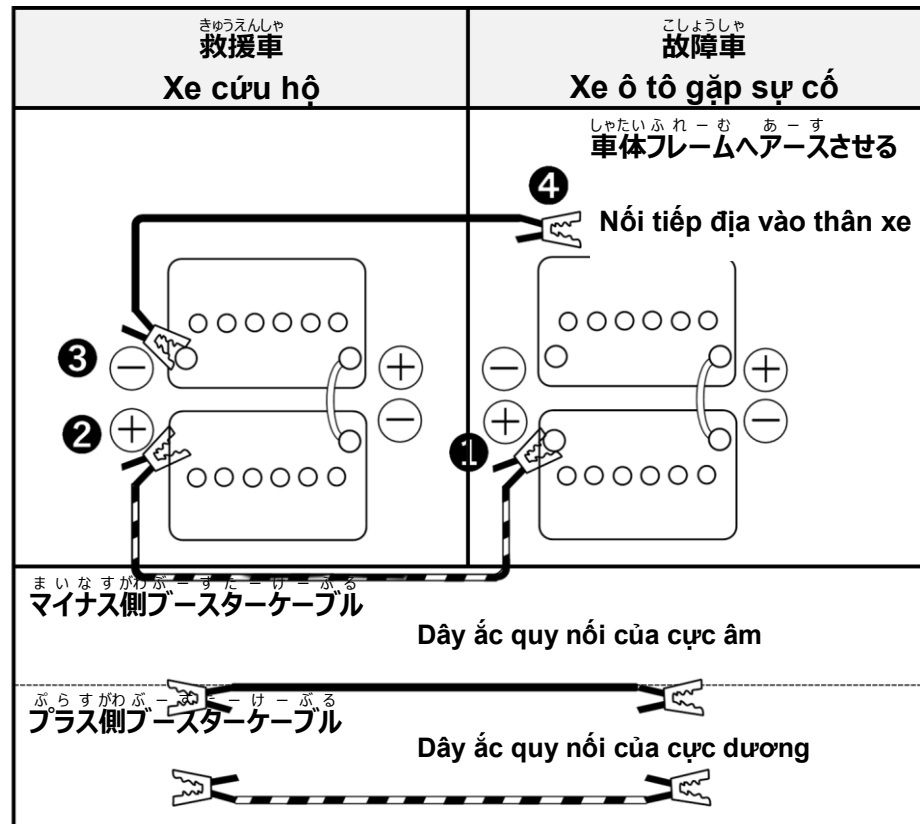 きゅうえんしゃ
救援車
Xe cứu hộ
こしょうしゃ
故障車
Xe ô tô gặp sự cố
しゃたいふれーむ あーす
車体フレームへアースさせる
❹
Nối tiếp địa vào thân xe
❸ − + − +
❷ + − ❶ + −
まいなすがわぶーすたーけーぶる
マイナス側ブースターケーブル
Dây ắc quy nối của cực âm
ぷらすがわぶーすたーけーぶる
プラス側ブースターケーブル
Dây ắc quy nối của cực dương